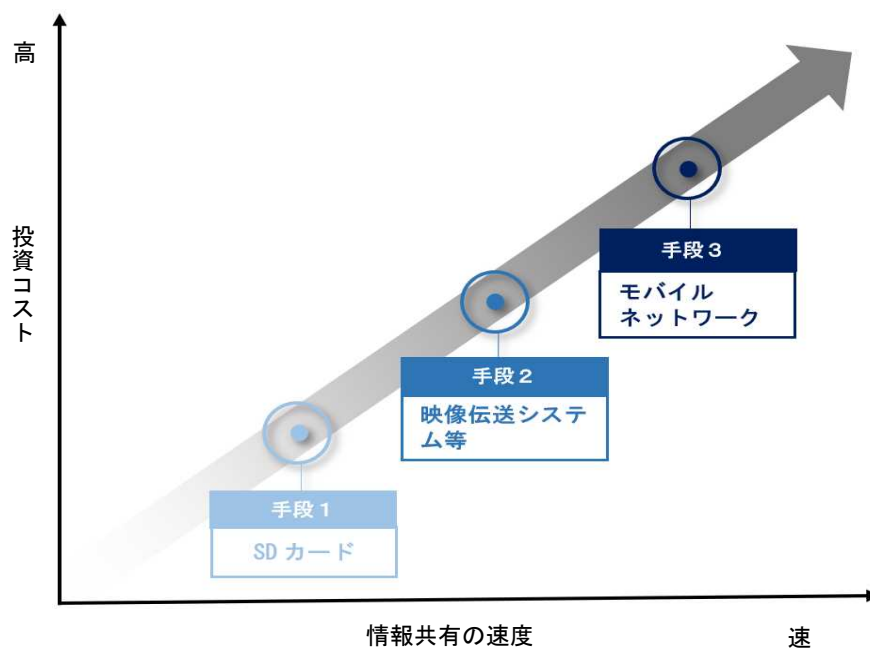 高
投資コスト
手段３
モバイル
ネットワーク
手段２
映像伝送システ
ム等
手段１
SD カード
情報共有の速度
速